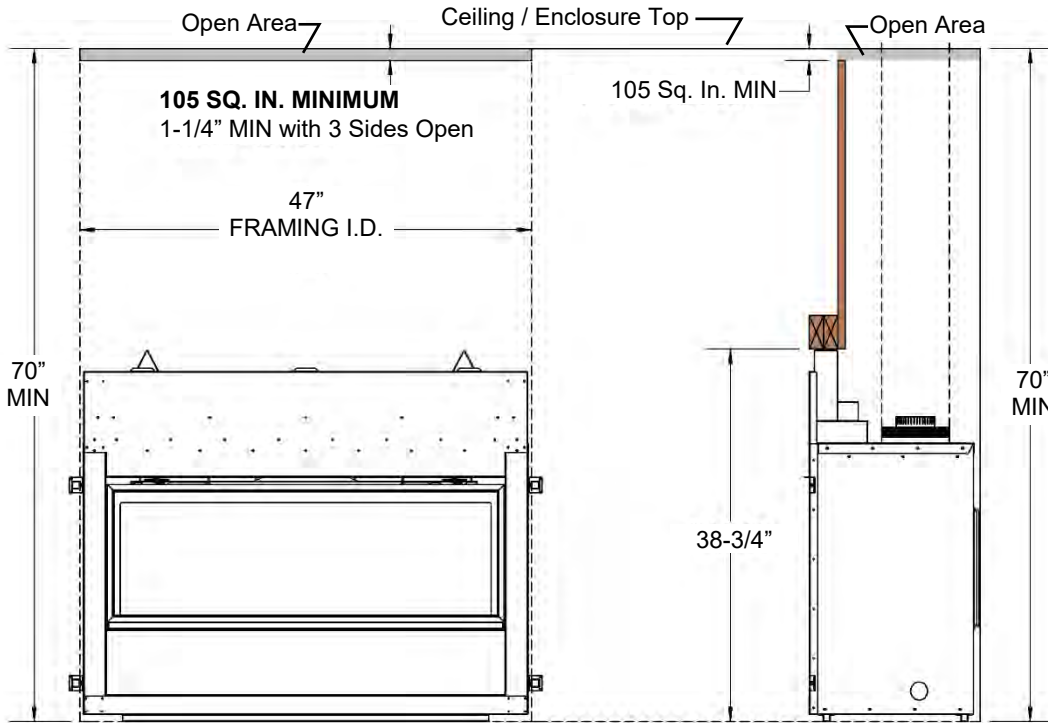 Open Area
Ceiling / Enclosure Top
Open Area
105 SQ. IN. MINIMUM
1-1/4” MIN with 3 Sides Open
105 Sq. In. MIN
47”
FRAMING I.D.
70”
MIN
70”
MIN
38-3/4”